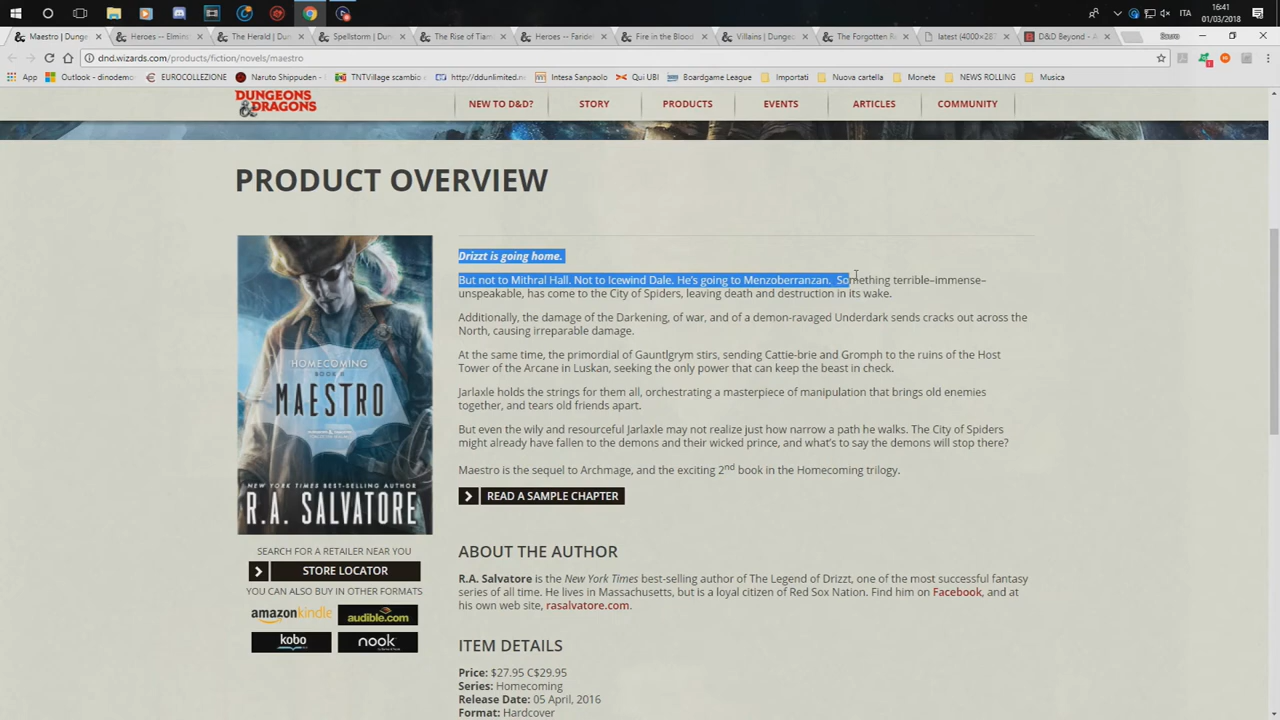 16:41
ITA
01/03/2018
Maestro | Dunge
Heroes -- Elmins
The Herald | Dun
Spellstorm | Dun
The Rise of Tiam
Heroes -- Farideh
Fire in the Blood
Villains | Dungeo
The Forgotten R
latest (4000×287
D&D Beyond - A
dnd.wizards.com/products/fiction/novels/maestro
App
Outlook - dinodemo
EUROCOLLEZIONE
Naruto Shippuden -
TNTVillage scambio e
http://ddunlimited.n
Intesa Sanpaolo
Qui UBI
Boardgame League
Importati
Nuova cartella
Monete
NEWS ROLLING
Musica
DUNGEONS & DRAGONS
NEW TO D&D?
STORY
PRODUCTS
EVENTS
ARTICLES
COMMUNITY
PRODUCT OVERVIEW
Drizzt is going home.
But not to Mithral Hall. Not to Icewind Dale. He's going to Menzoberranzan. Something terrible–immense–
unspeakable, has come to the City of Spiders, leaving death and destruction in its wake.
Additionally, the damage of the Darkening, of war, and of a demon-ravaged Underdark sends cracks out across the
North, causing irreparable damage.
At the same time, the primordial of Gauntlgrym stirs, sending Cattie-brie and Gromph to the ruins of the Host
Tower of the Arcane in Luskan, seeking the only power that can keep the beast in check.
Jarlaxle holds the strings for them all, orchestrating a masterpiece of manipulation that brings old enemies
together, and tears old friends apart.
But even the wily and resourceful Jarlaxle may not realize just how narrow a path he walks. The City of Spiders
might already have fallen to the demons and their wicked prince, and what's to say the demons will stop there?
Maestro is the sequel to Archmage, and the exciting 2nd book in the Homecoming trilogy.
READ A SAMPLE CHAPTER
HOMECOMING
BOOK II
MAESTRO
NEW YORK TIMES BEST-SELLING AUTHOR
R.A. SALVATORE
SEARCH FOR A RETAILER NEAR YOU
STORE LOCATOR
YOU CAN ALSO BUY IN OTHER FORMATS
amazonkindle
audible.com
kobo
nook
ABOUT THE AUTHOR
R.A. Salvatore is the New York Times best-selling author of The Legend of Drizzt, one of the most successful fantasy
series of all time. He lives in Massachusetts, but is a loyal citizen of Red Sox Nation. Find him on Facebook, and at
his own web site, rasalvatore.com.
ITEM DETAILS
Price: $27.95 C$29.95
Series: Homecoming
Release Date: 05 April, 2016
Format: Hardcover